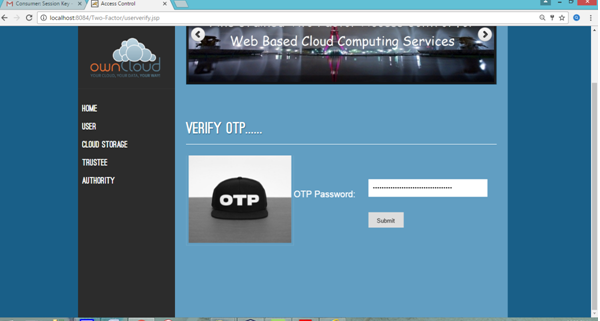 Consumer: Session Key
Access Control
localhost:8084/Two-Factor/userverify.jsp
Web Based Cloud Computing Services
ownCloud
YOUR CLOUD, YOUR DATA, YOUR WAY!
HOME
USER
CLOUD STORAGE
TRUSTEE
AUTHORITY
VERIFY OTP......
OTP
OTP Password:
Submit